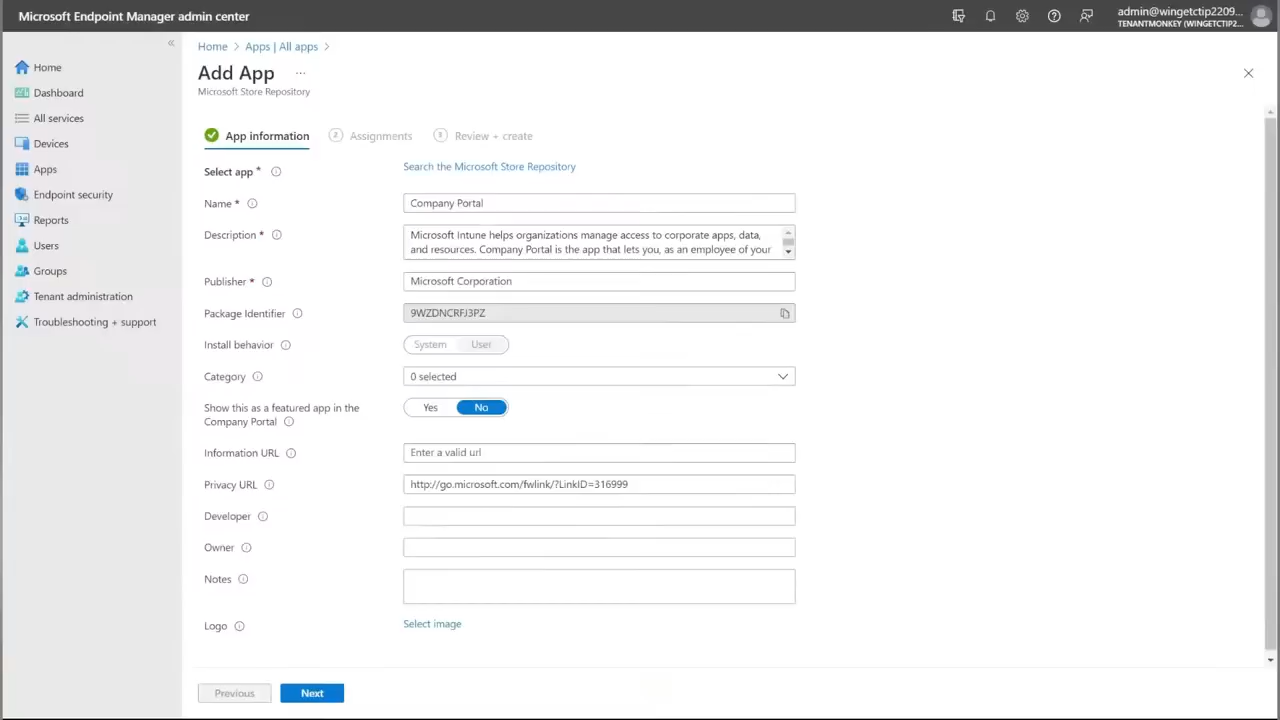 Microsoft Endpoint Manager admin center
admin@wingetctip2209...
TENANTMONKEY (WINGETCTIP2...
Home
Dashboard
All services
Devices
Apps
Endpoint security
Reports
Users
Groups
Tenant administration
Troubleshooting + support
Home > Apps | All apps >
Add App ...
Microsoft Store Repository
App information
2 Assignments
3 Review + create
Select app *
Search the Microsoft Store Repository
Name *
Company Portal
Description *
Microsoft Intune helps organizations manage access to corporate apps, data,
and resources. Company Portal is the app that lets you, as an employee of your
Publisher *
Microsoft Corporation
Package Identifier
9WZDNCRFJ3PZ
Install behavior
System User
Category
0 selected
Show this as a featured app in the
Company Portal
Yes No
Information URL
Enter a valid url
Privacy URL
http://go.microsoft.com/fwlink/?LinkID=316999
Developer
Owner
Notes
Logo
Select image
Previous
Next